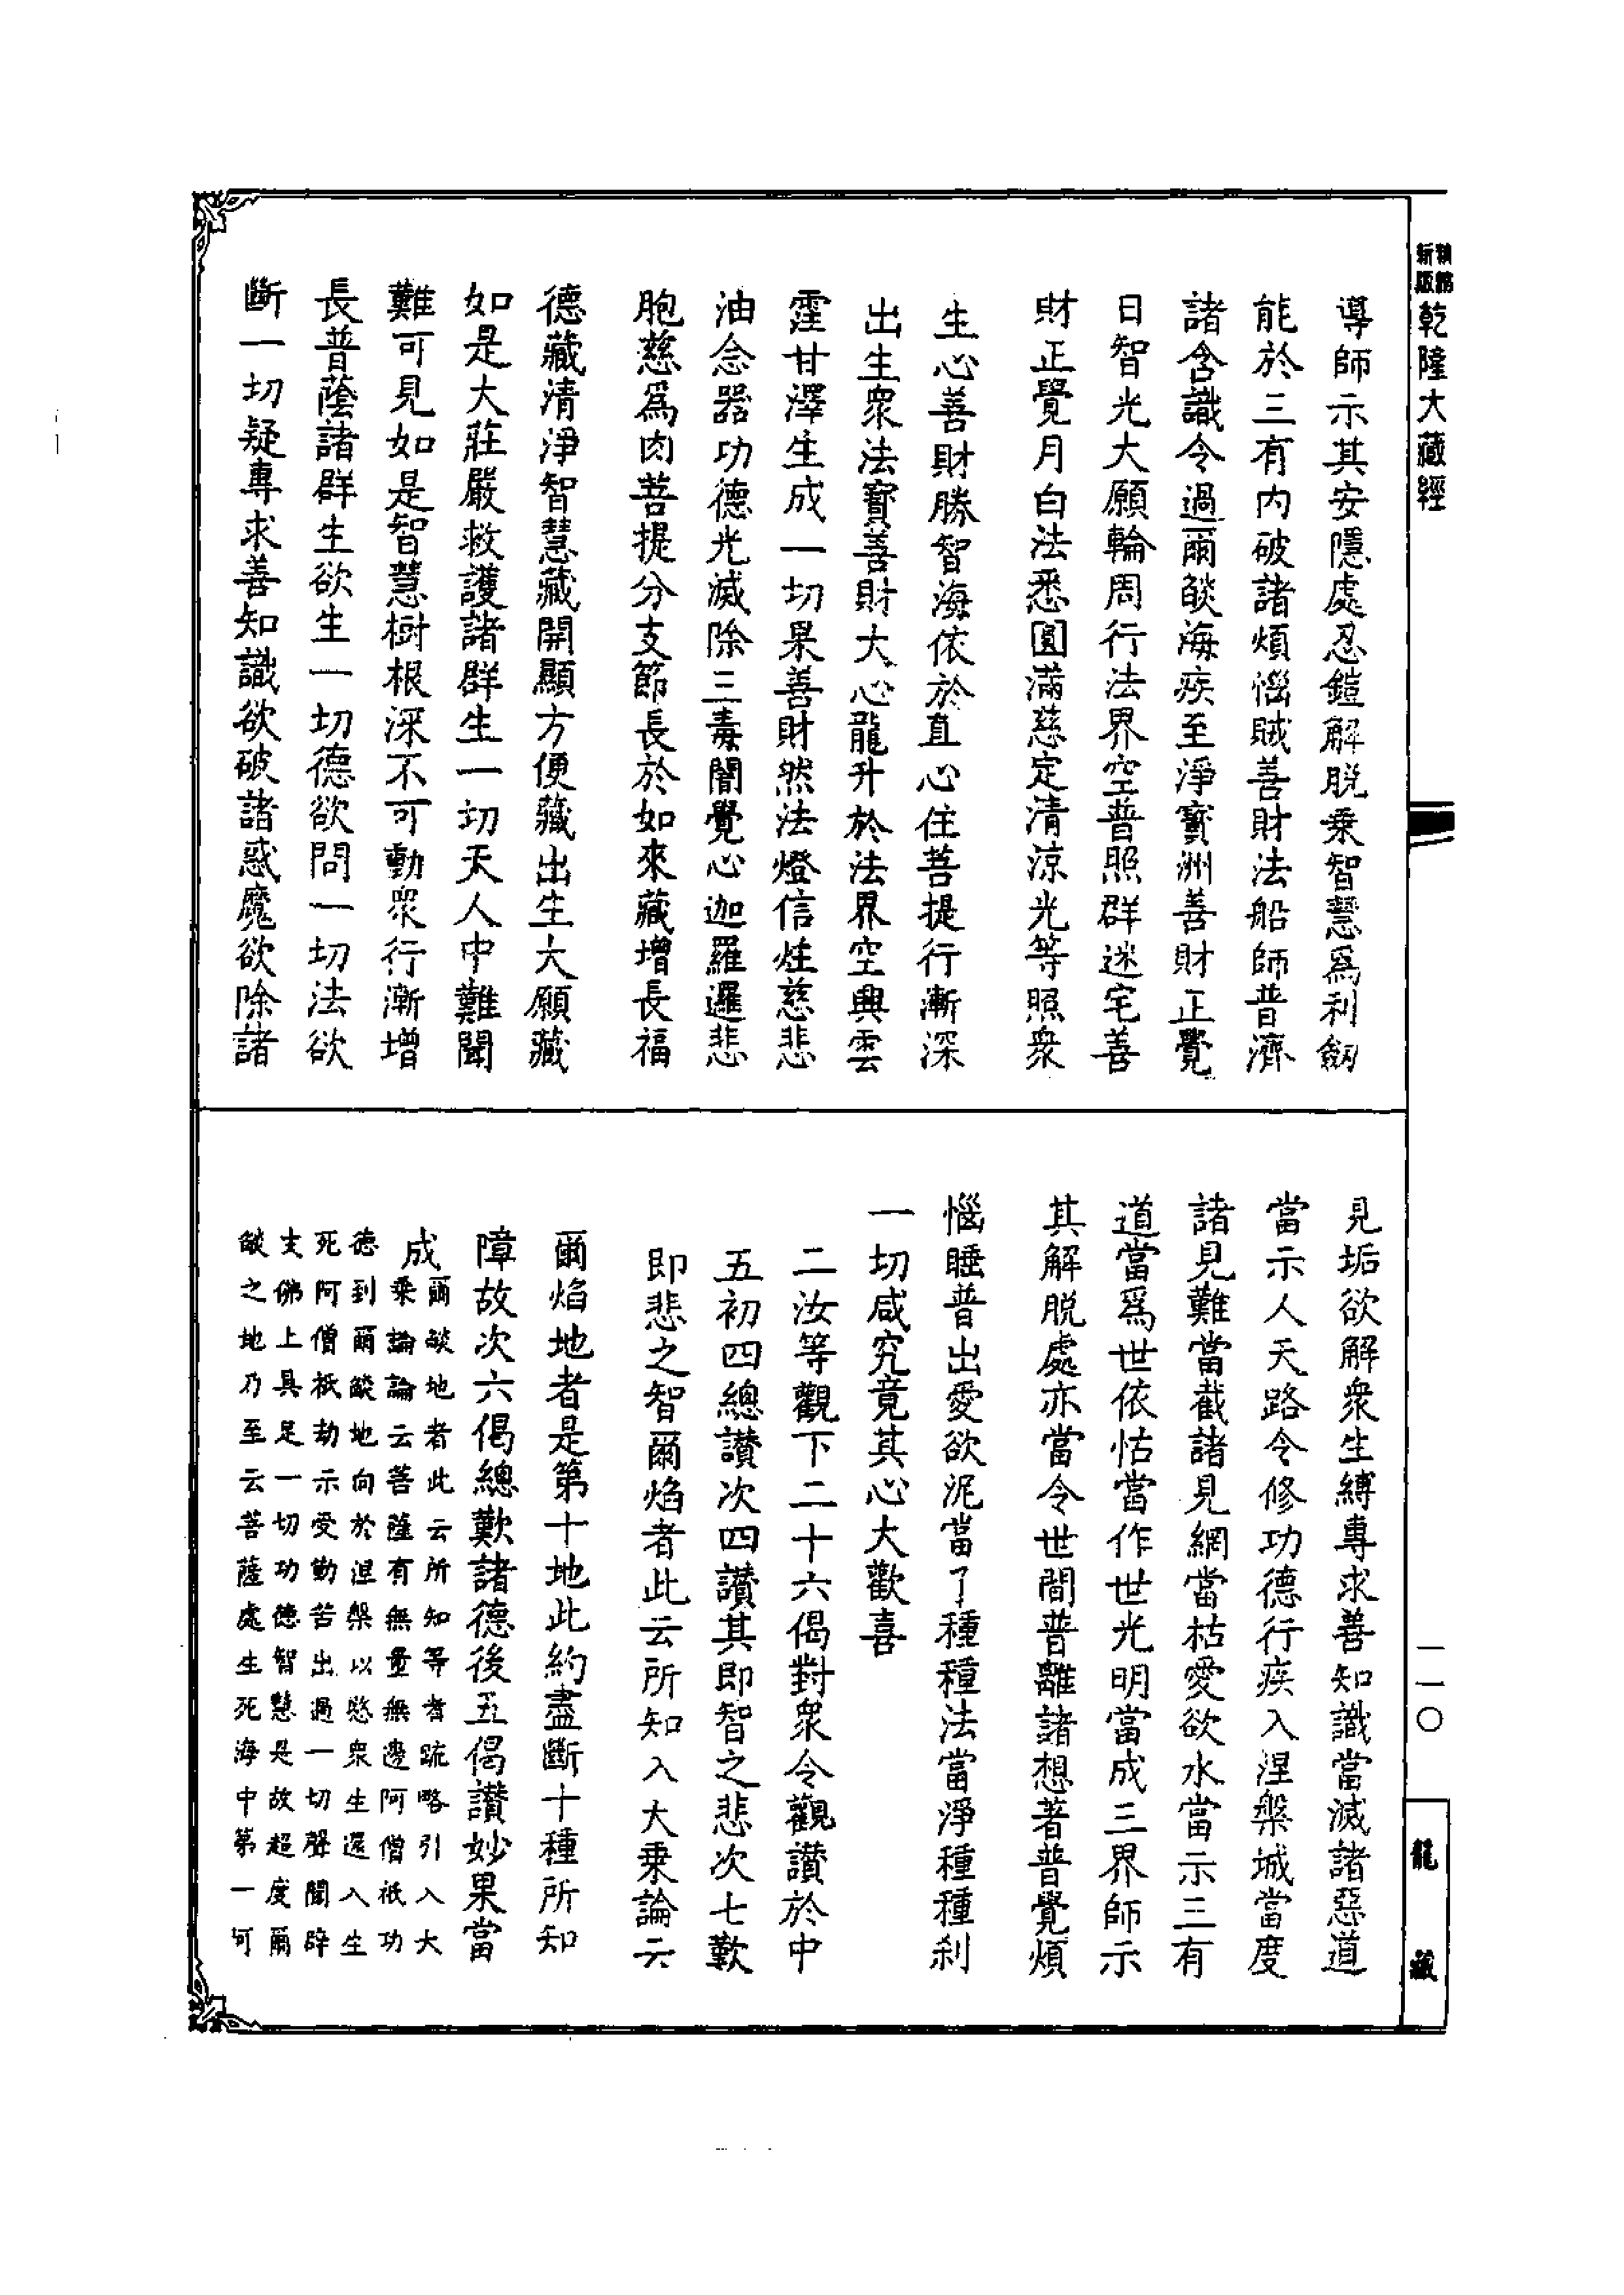 新編
縮版
乾隆大藏經
導師示其安隱處忍鎧解脫乘智慧為利劒
能於三有內破諸煩惱賊善財法船師普濟
諸含識令過爾燄海疾至淨寶洲善財正覺
日智光大願輪周行法界空普照群迷宅善
財正覺月白法悉圓滿慈定清涼光等照衆
生心善財勝智海依於直心住菩提行漸深
出生衆法寶善財大心龍升於法界空興雲
霔甘澤生成一切果善財然法燈信炷慈悲
油念器功德光滅除三毒闇覺心迦羅邏悲
胞慈為肉菩提分支節長於如來藏增長福
德藏清淨智慧藏開顯方便藏出生大願藏
如是大莊嚴救護諸群生一切天人中難聞
難可見如是智慧樹根深不可動衆行漸增
長普蔭諸群生欲生一切德欲問一切法欲
斷一切疑專求善知識欲破諸惑魔欲除諸
見垢欲解衆生縛專求善知識當滅諸惡道
當示人天路令修功德行疾入涅槃城當度
諸見難當截諸見網當枯愛欲水當示三有
道當為世依怙當作世光明當成三界師示
其解脫處亦當令世間普離諸想著普覺煩
惱睡普出愛欲泥當了種種法當淨種種剎
一切咸究竟其心大歡喜
二汝等觀下二十六偈對衆令觀讚於中
五初四總讚次四讚其即智之悲次七歎
即悲之智爾焰者此云所知入大乘論云
爾焰地者是第十地此約盡斷十種所知
障故次六偈總歎諸德後五偈讚妙果當
成爾燄地者此云所知等者䟽略引入大
乘論論云菩薩有無量無邊阿僧祇功
德到爾燄地向於涅槃以愍衆生還入生
死阿僧祇劫示受勤苦出過一切聲聞辟
支佛上具足一切功德智慧是故超度爾
燄之地乃至云菩薩處生死海中第一可
一一〇
龍藏